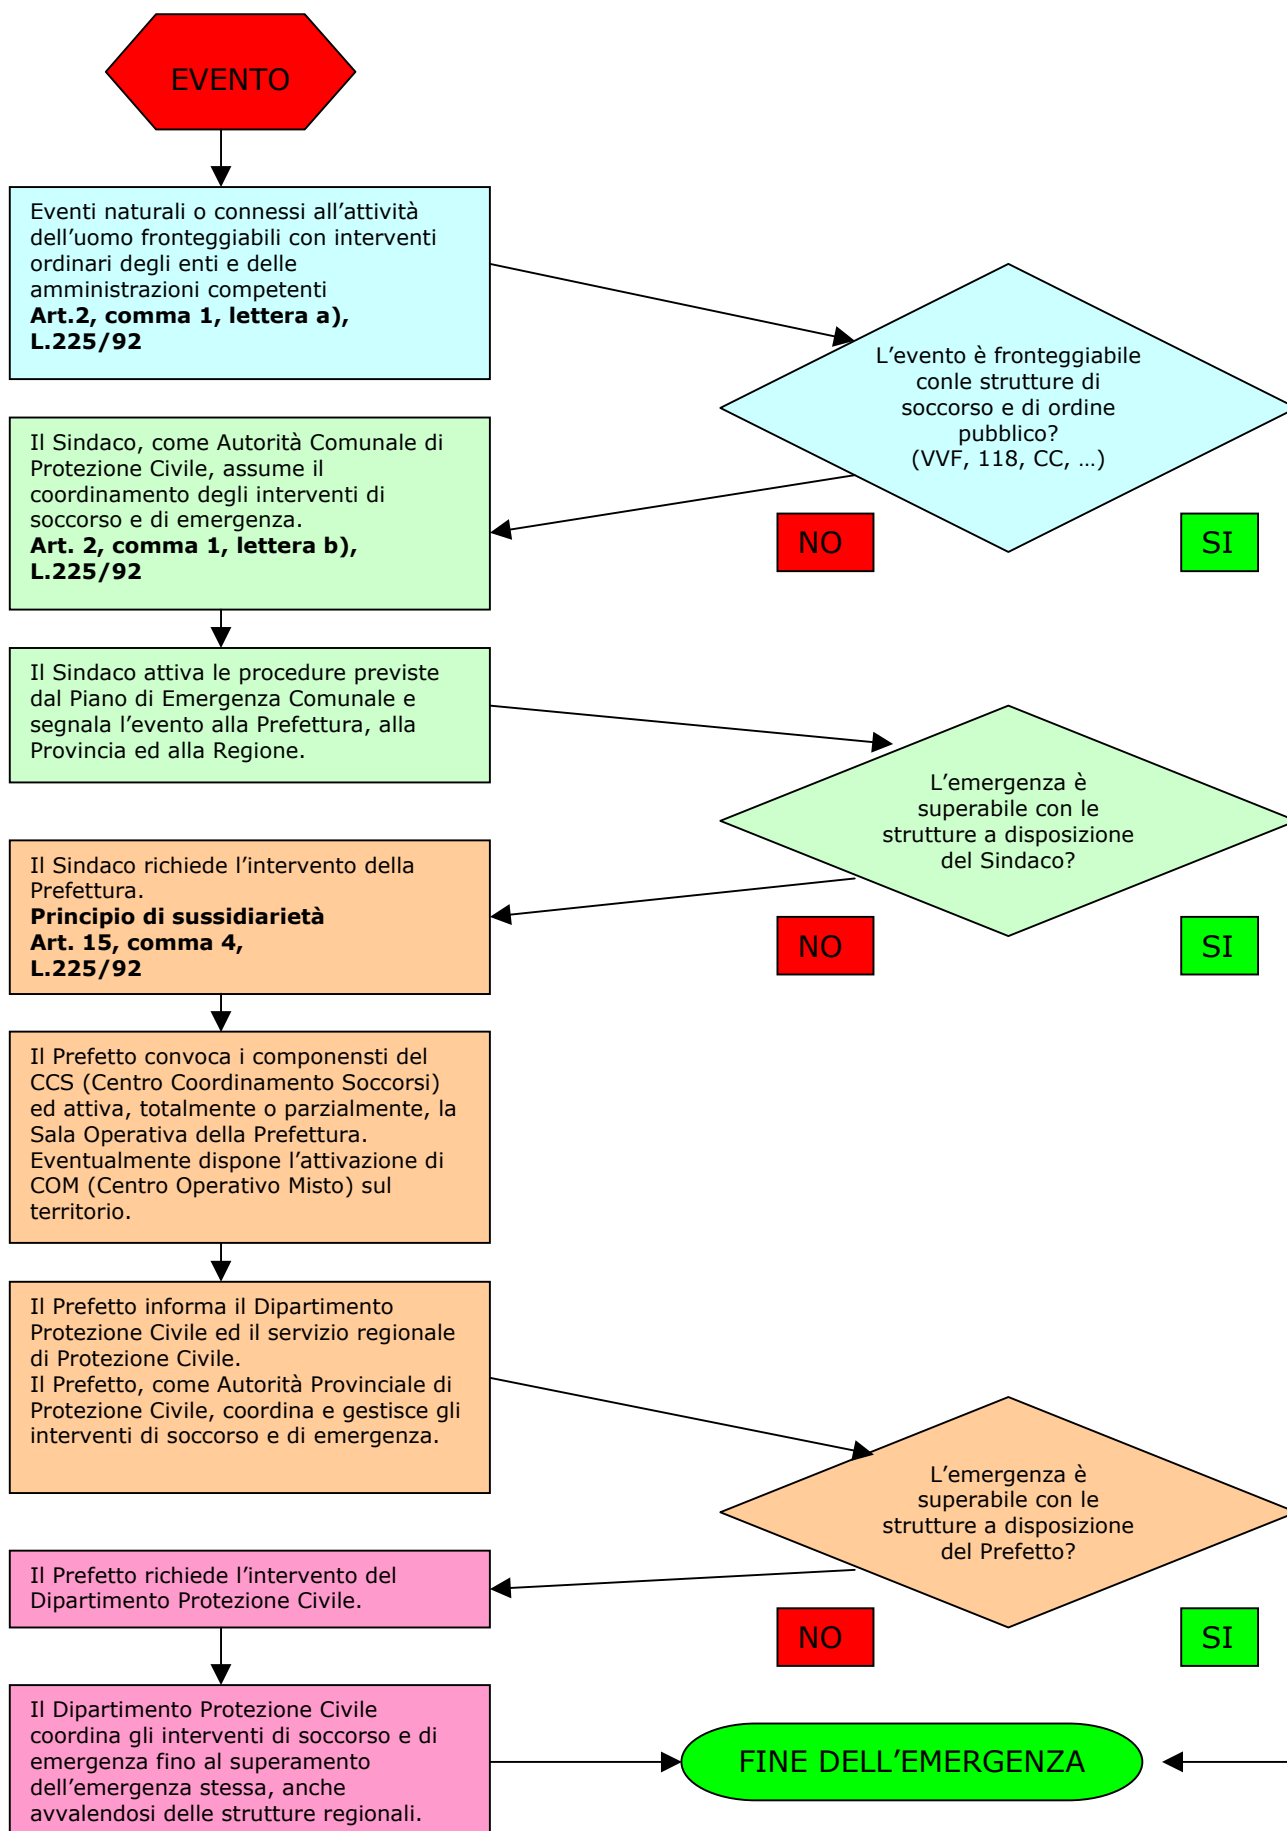 EVENTO
Eventi naturali o connessi all’attività
dell’uomo fronteggiabili con interventi
ordinari degli enti e delle
amministrazioni competenti
Art.2, comma 1, lettera a),
L.225/92
L’evento è fronteggiabile
conle strutture di
soccorso e di ordine
pubblico?
(VVF, 118, CC, …)
NO
SI
Il Sindaco, come Autorità Comunale di
Protezione Civile, assume il
coordinamento degli interventi di
soccorso e di emergenza.
Art. 2, comma 1, lettera b),
L.225/92
Il Sindaco attiva le procedure previste
dal Piano di Emergenza Comunale e
segnala l’evento alla Prefettura, alla
Provincia ed alla Regione.
L’emergenza è
superabile con le
strutture a disposizione
del Sindaco?
NO
SI
Il Sindaco richiede l’intervento della
Prefettura.
Principio di sussidiarietà
Art. 15, comma 4,
L.225/92
Il Prefetto convoca i componensti del
CCS (Centro Coordinamento Soccorsi)
ed attiva, totalmente o parzialmente, la
Sala Operativa della Prefettura.
Eventualmente dispone l’attivazione di
COM (Centro Operativo Misto) sul
territorio.
Il Prefetto informa il Dipartimento
Protezione Civile ed il servizio regionale
di Protezione Civile.
Il Prefetto, come Autorità Provinciale di
Protezione Civile, coordina e gestisce gli
interventi di soccorso e di emergenza.
L’emergenza è
superabile con le
strutture a disposizione
del Prefetto?
NO
SI
Il Prefetto richiede l’intervento del
Dipartimento Protezione Civile.
Il Dipartimento Protezione Civile
coordina gli interventi di soccorso e di
emergenza fino al superamento
dell’emergenza stessa, anche
avvalendosi delle strutture regionali.
FINE DELL’EMERGENZA